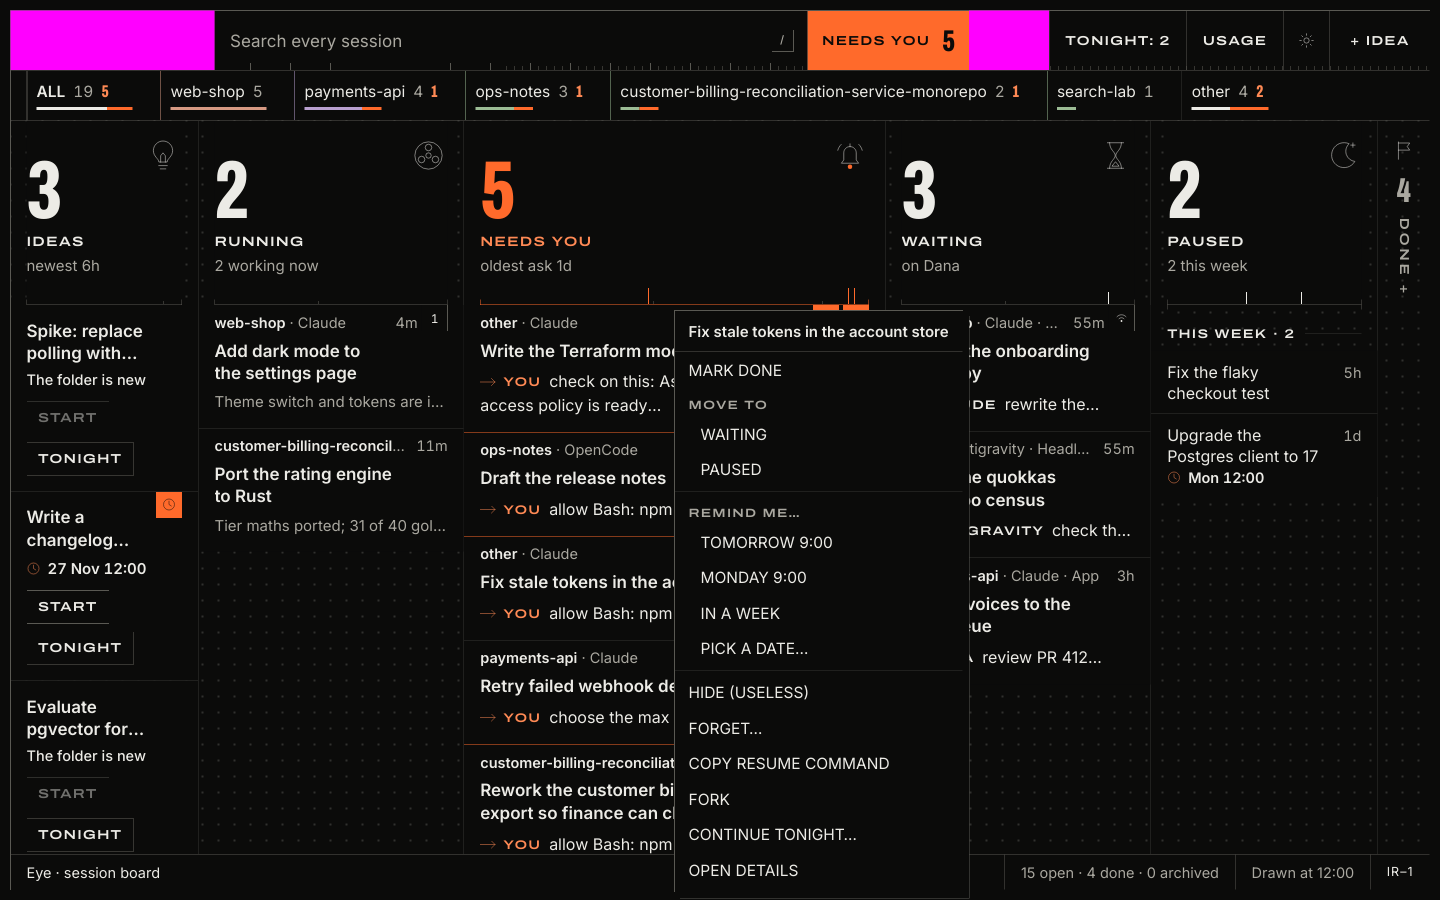 Search every session
/
NEEDS YOU 5
TONIGHT: 2
USAGE
+ IDEA
ALL 19 5
web-shop 5
payments-api 4 1
ops-notes 3 1
customer-billing-reconciliation-service-monorepo 2 1
search-lab 1
other 4 2
3
IDEAS
newest 6h
Spike: replace
polling with...
The folder is new
START
TONIGHT
Write a
changelog...
27 Nov 12:00
START
TONIGHT
Evaluate
pgvector for...
The folder is new
START
TONIGHT
2
RUNNING
2 working now
web-shop · Claude 4m 1
Add dark mode to
the settings page
Theme switch and tokens are i...
customer-billing-reconcil... 11m
Port the rating engine
to Rust
Tier maths ported; 31 of 40 gol...
5
NEEDS YOU
oldest ask 1d
other · Claude
Write the Terraform mo
→ YOU check on this: As
access policy is ready...
ops-notes · OpenCode
Draft the release notes
→ YOU allow Bash: npm
other · Claude
Fix stale tokens in the a
→ YOU allow Bash: npm
payments-api · Claude
Retry failed webhook de
→ YOU choose the max
customer-billing-reconciliat
Rework the customer bi
export so finance can cl
→ YOU allow Bash: npm
Fix stale tokens in the account store
MARK DONE
MOVE TO
WAITING
PAUSED
REMIND ME...
TOMORROW 9:00
MONDAY 9:00
IN A WEEK
PICK A DATE...
HIDE (USELESS)
FORGET...
COPY RESUME COMMAND
FORK
CONTINUE TONIGHT...
OPEN DETAILS
3
WAITING
on Dana
· Claude · ... 55m
he onboarding
y
DE rewrite the...
tigravity · Headl... 55m
e quokkas
o census
GRAVITY check th...
-api · Claude · App 3h
voices to the
ue
review PR 412...
2
PAUSED
2 this week
THIS WEEK · 2
Fix the flaky 5h
checkout test
Upgrade the 1d
Postgres client to 17
Mon 12:00
4
DONE +
Eye · session board
15 open · 4 done · 0 archived
Drawn at 12:00
IR–1